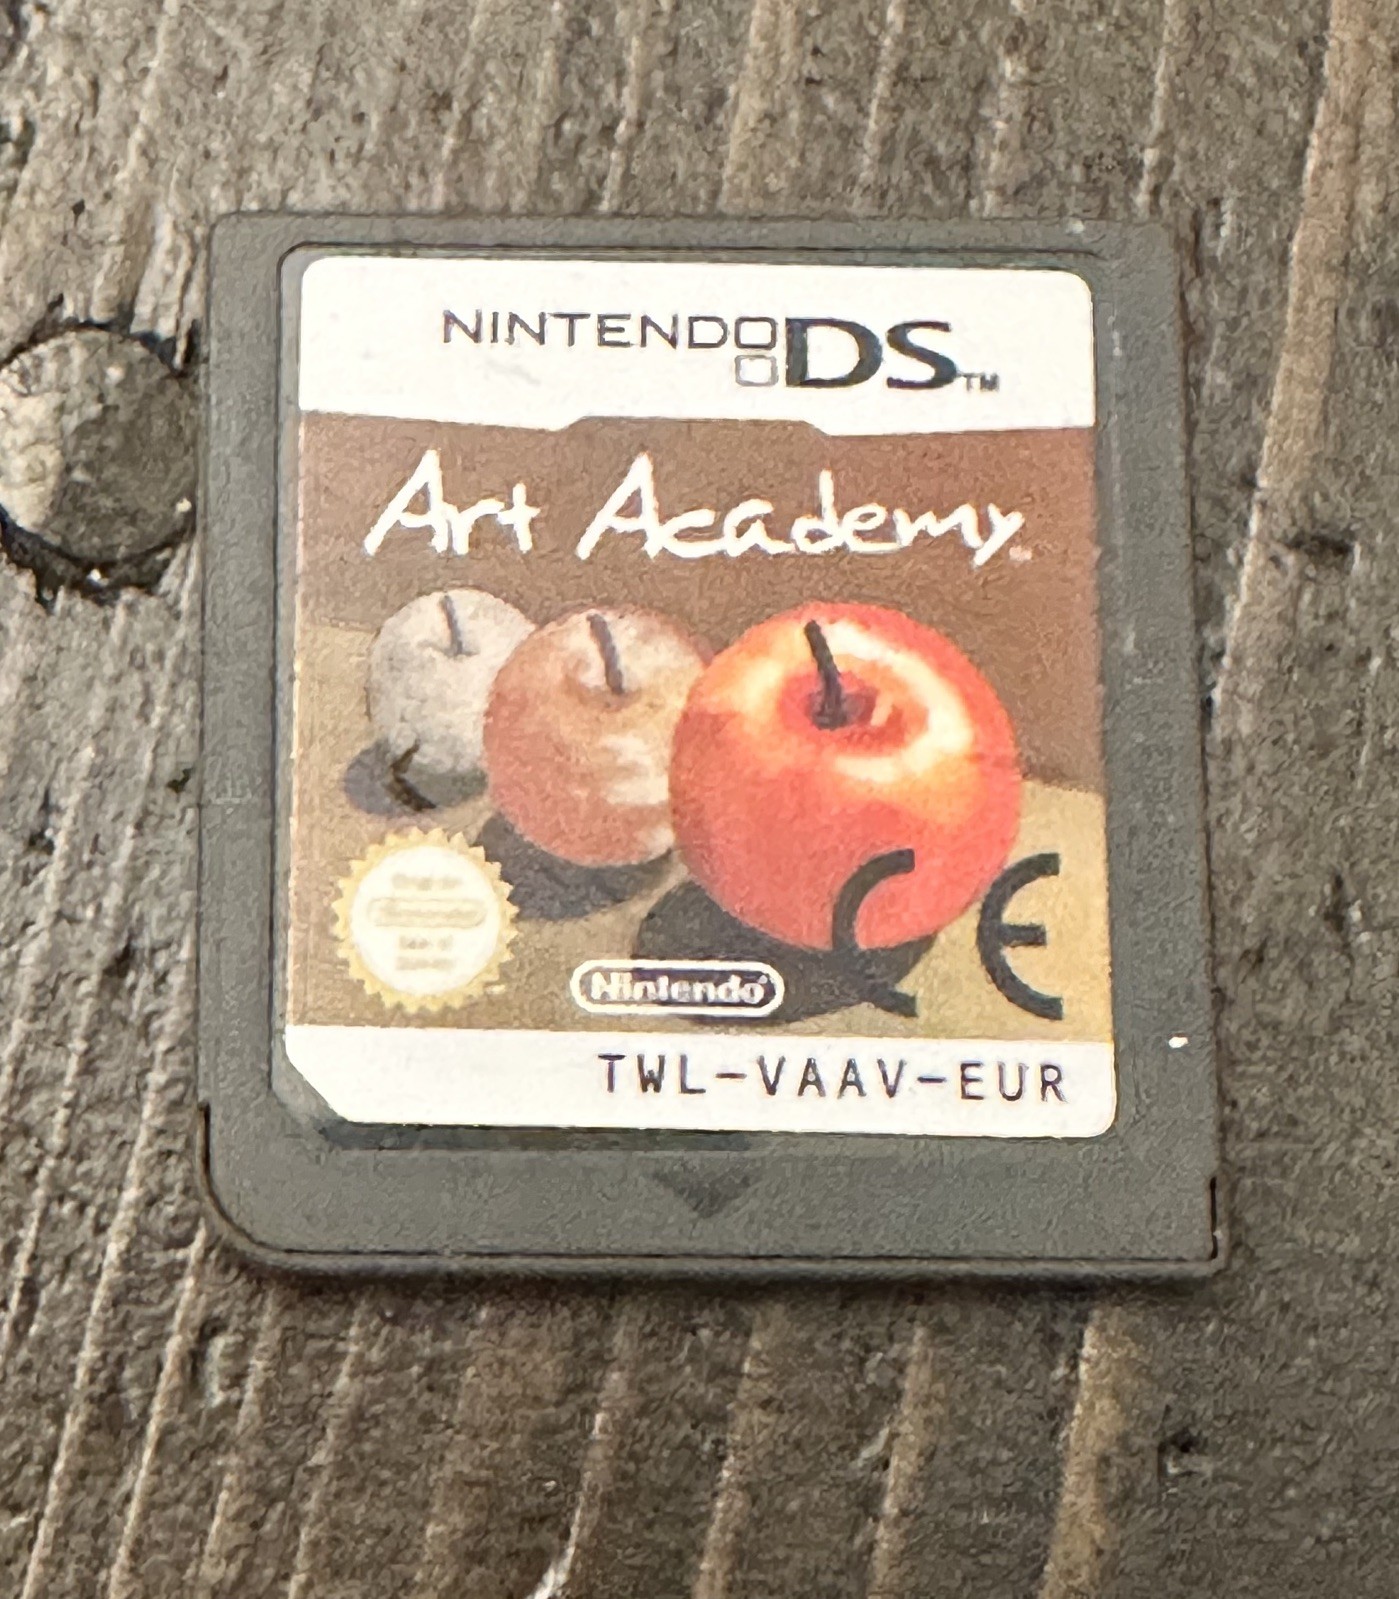 NINTENDO DS™
Art Academy
Nintendo®
CE
TWL-VAAV-EUR